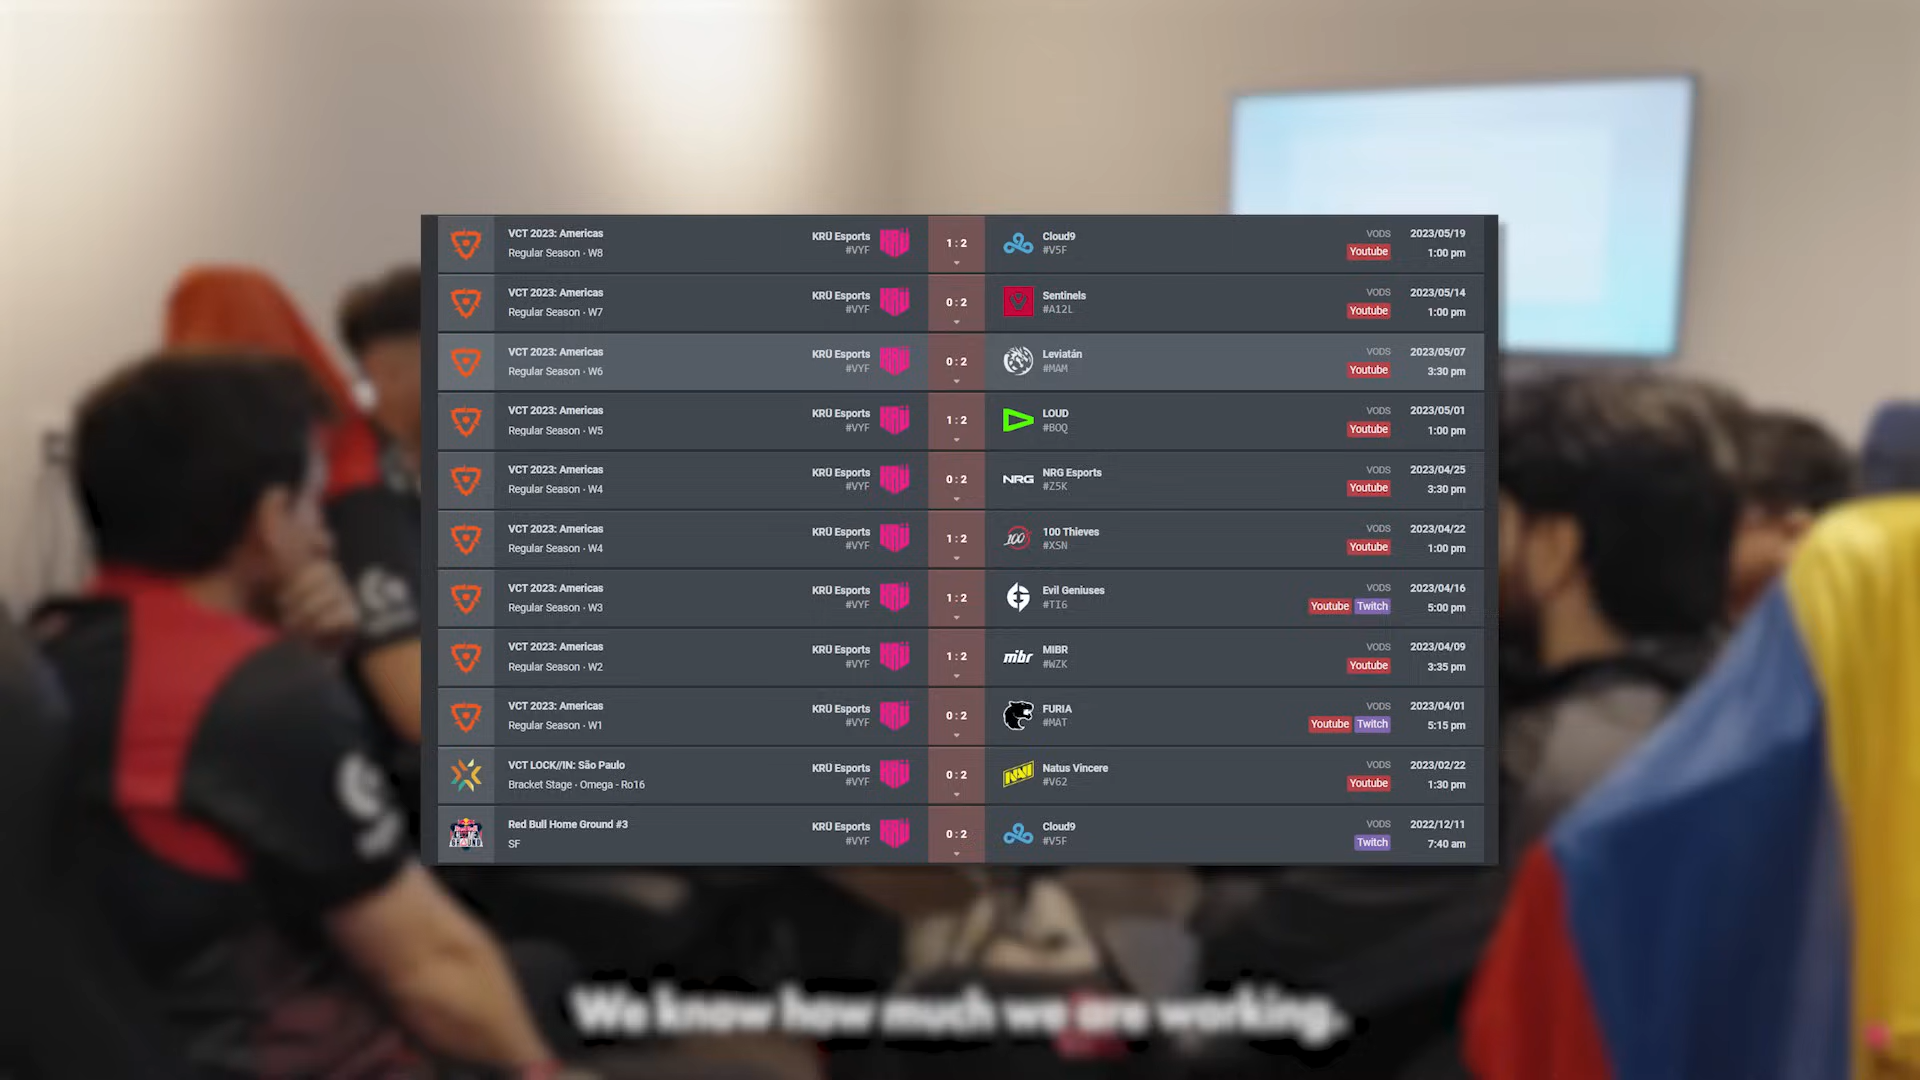 VCT 2023: Americas
Regular Season - W8
KRÜ Esports
#VYF
1 : 2
Cloud9
#V5F
VODS
Youtube
2023/05/19
1:00 pm
VCT 2023: Americas
Regular Season - W7
KRÜ Esports
#VYF
0 : 2
Sentinels
#A12L
VODS
Youtube
2023/05/14
1:00 pm
VCT 2023: Americas
Regular Season - W6
KRÜ Esports
#VYF
0 : 2
Leviatán
#MAM
VODS
Youtube
2023/05/07
3:30 pm
VCT 2023: Americas
Regular Season - W5
KRÜ Esports
#VYF
1 : 2
LOUD
#BOQ
VODS
Youtube
2023/05/01
1:00 pm
VCT 2023: Americas
Regular Season - W4
KRÜ Esports
#VYF
0 : 2
NRG
NRG Esports
#Z5K
VODS
Youtube
2023/04/25
3:30 pm
VCT 2023: Americas
Regular Season - W4
KRÜ Esports
#VYF
1 : 2
100
100 Thieves
#XSN
VODS
Youtube
2023/04/22
1:00 pm
VCT 2023: Americas
Regular Season - W3
KRÜ Esports
#VYF
1 : 2
Evil Geniuses
#TI6
VODS
Youtube Twitch
2023/04/16
5:00 pm
VCT 2023: Americas
Regular Season - W2
KRÜ Esports
#VYF
1 : 2
mibr
MIBR
#WZK
VODS
Youtube
2023/04/09
3:35 pm
VCT 2023: Americas
Regular Season - W1
KRÜ Esports
#VYF
0 : 2
FURIA
#MAT
VODS
Youtube Twitch
2023/04/01
5:15 pm
VCT LOCK//IN: São Paulo
Bracket Stage - Omega - Ro16
KRÜ Esports
#VYF
0 : 2
NAVI
Natus Vincere
#V62
VODS
Youtube
2023/02/22
1:30 pm
Red Bull Home Ground #3
SF
KRÜ Esports
#VYF
0 : 2
Cloud9
#V5F
VODS
Twitch
2022/12/11
7:40 am
We know how much we are working.